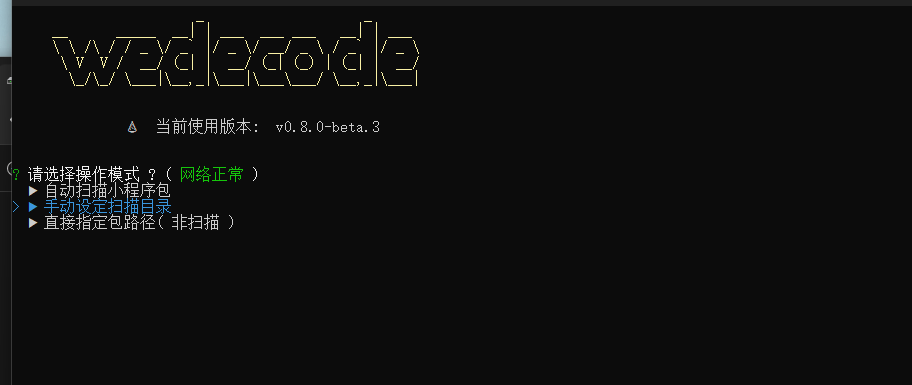 wedecode
当前使用版本: v0.8.0-beta.3
? 请选择操作模式 ? ( 网络正常 )
▶ 自动扫描小程序包
> ▶ 手动设定扫描目录
▶ 直接指定包路径( 非扫描 )